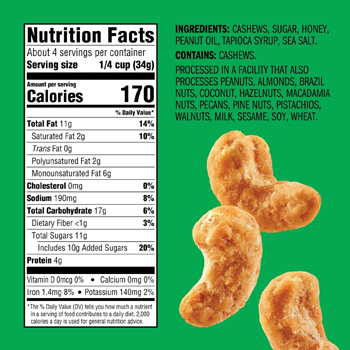 Nutrition Facts
About 4 servings per container
Serving size 1/4 cup (34g)
Amount per serving
Calories 170
% Daily Value*
Total Fat 11g 14%
Saturated Fat 2g 10%
Trans Fat 0g
Polyunsaturated Fat 2g
Monounsaturated Fat 6g
Cholesterol 0mg 0%
Sodium 190mg 8%
Total Carbohydrate 17g 6%
Dietary Fiber <1g 3%
Total Sugars 11g
Includes 10g Added Sugars 20%
Protein 4g
Vitamin D 0mcg 0% • Calcium 0mg 0%
Iron 1.4mg 8% • Potassium 140mg 2%
*The % Daily Value (DV) tells you how much a nutrient
in a serving of food contributes to a daily diet. 2,000
calories a day is used for general nutrition advice.
INGREDIENTS: CASHEWS, SUGAR, HONEY,
PEANUT OIL, TAPIOCA SYRUP, SEA SALT.
CONTAINS: CASHEWS.
PROCESSED IN A FACILITY THAT ALSO
PROCESSES PEANUTS, ALMONDS, BRAZIL
NUTS, COCONUT, HAZELNUTS, MACADAMIA
NUTS, PECANS, PINE NUTS, PISTACHIOS,
WALNUTS, MILK, SESAME, SOY, WHEAT.